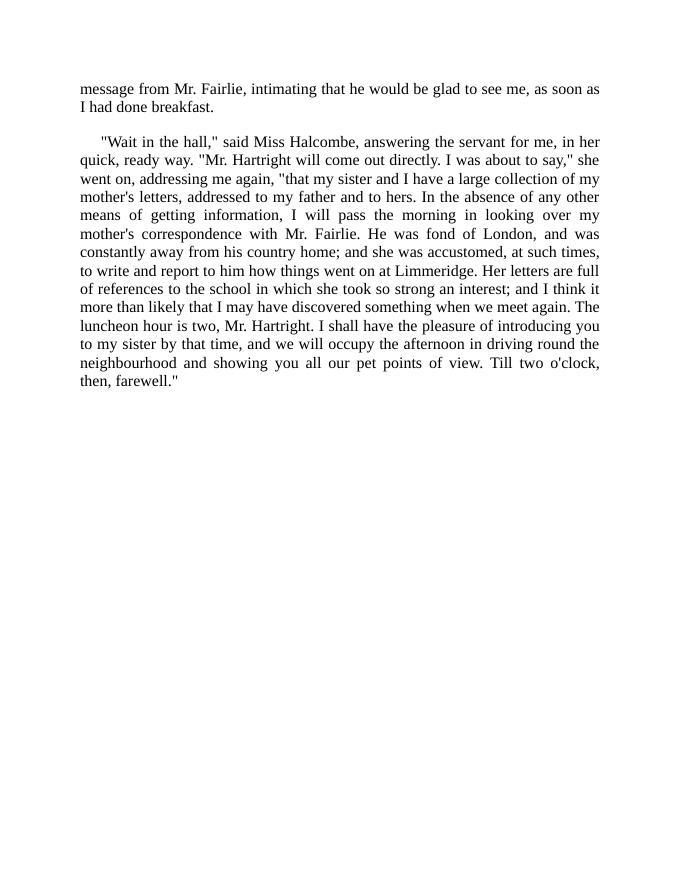 message from Mr. Fairlie, intimating that he would be glad to see me, as soon as
I had done breakfast.
"Wait in the hall," said Miss Halcombe, answering the servant for me, in her
quick, ready way. "Mr. Hartright will come out directly. I was about to say," she
went on, addressing me again, "that my sister and I have a large collection of my
mother's letters, addressed to my father and to hers. In the absence of any other
means of getting information, I will pass the morning in looking over my
mother's correspondence with Mr. Fairlie. He was fond of London, and was
constantly away from his country home; and she was accustomed, at such times,
to write and report to him how things went on at Limmeridge. Her letters are full
of references to the school in which she took so strong an interest; and I think it
more than likely that I may have discovered something when we meet again. The
luncheon hour is two, Mr. Hartright. I shall have the pleasure of introducing you
to my sister by that time, and we will occupy the afternoon in driving round the
neighbourhood and showing you all our pet points of view. Till two o'clock,
then, farewell."